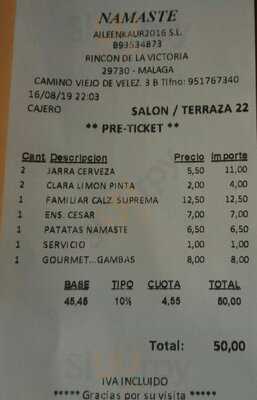 NAMASTE
AILEENKAUR2016 S.L.
B93534873
RINCON DE LA VICTORIA
29730 - MALAGA
CAMINO VIEJO DE VELEZ. 3 B Tlfno: 951767340
16/08/19 22:03
CAJERO SALON / TERRAZA 22
** PRE-TICKET **
Cant Descripcion Precio Importe
2 JARRA CERVEZA 5,50 11,00
2 CLARA LIMON PINTA 2,00 4,00
1 FAMILIAR CALZ. SUPREMA 12,50 12,50
1 ENS. CESAR 7,00 7,00
1 PATATAS NAMASTE 6,50 6,50
1 SERVICIO 1,00 1,00
1 GOURMET...GAMBAS 8,00 8,00
BASE TIPO CUOTA TOTAL
45,45 10% 4,55 50,00
Total: 50,00
IVA INCLUIDO
***** Gracias por su visita *****